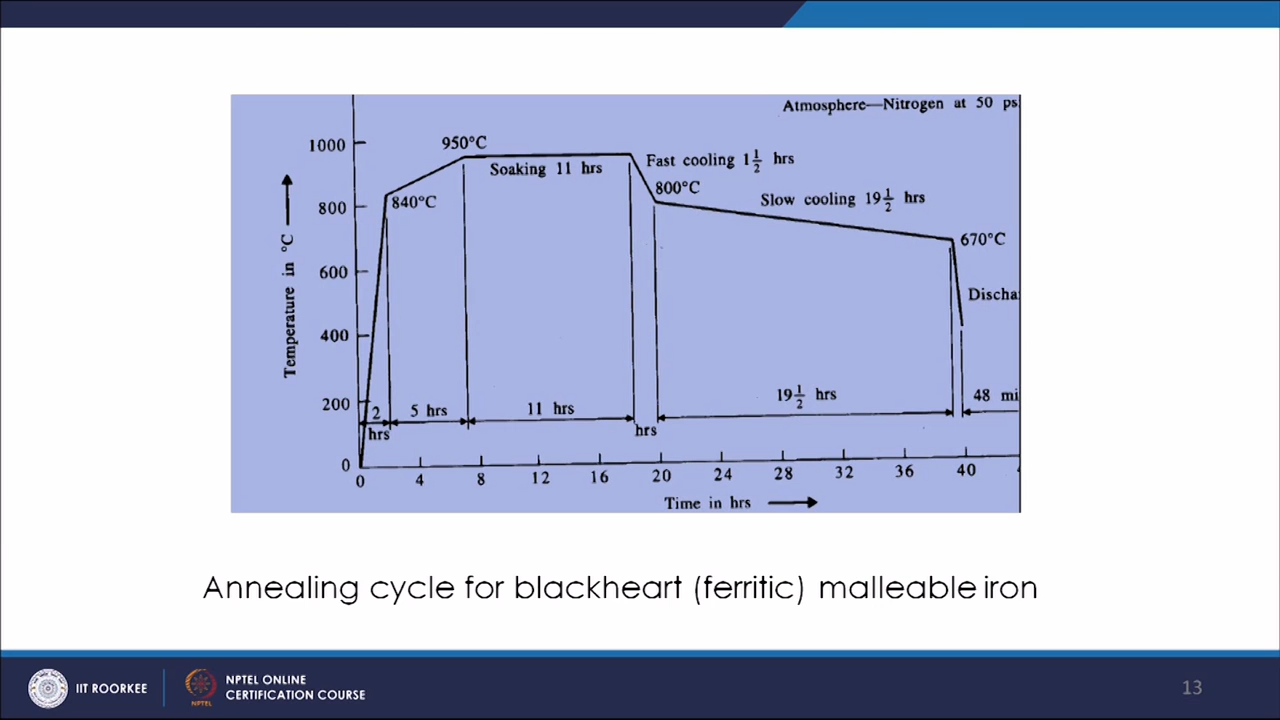 Atmosphere—Nitrogen at 50 ps
1000
950°C
Soaking 11 hrs
Fast cooling 1½ hrs
800°C
Slow cooling 19½ hrs
800
840°C
670°C
600
Temperature in °C
Discha
400
200
2
hrs
5 hrs
11 hrs
hrs
19½ hrs
48 mi
0
0 4 8 12 16 20 24 28 32 36 40
Time in hrs
Annealing cycle for blackheart (ferritic) malleable iron
IIT ROORKEE
NPTEL
NPTEL ONLINE
CERTIFICATION COURSE
13